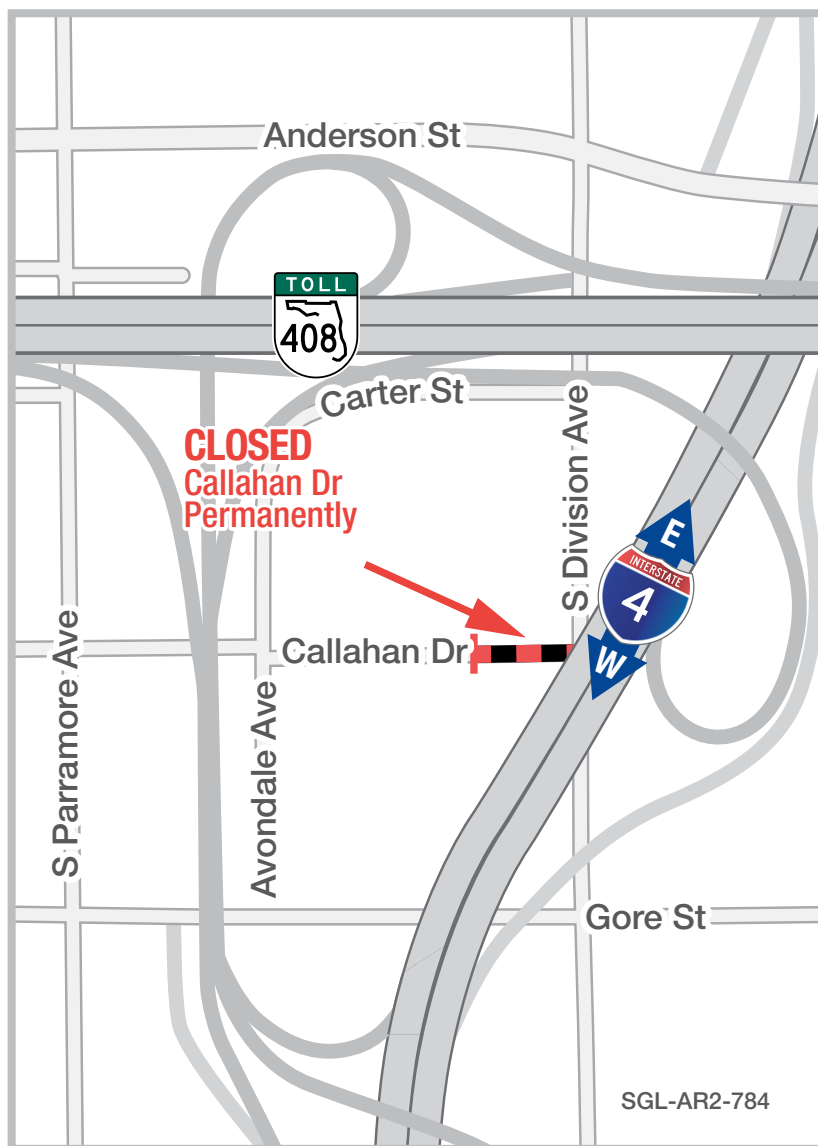 Anderson St
TOLL
408
Carter St
CLOSED
Callahan Dr
Permanently
S Division Ave
E
INTERSTATE
4
W
Callahan Dr
S Parramore Ave
Avondale Ave
Gore St
SGL-AR2-784